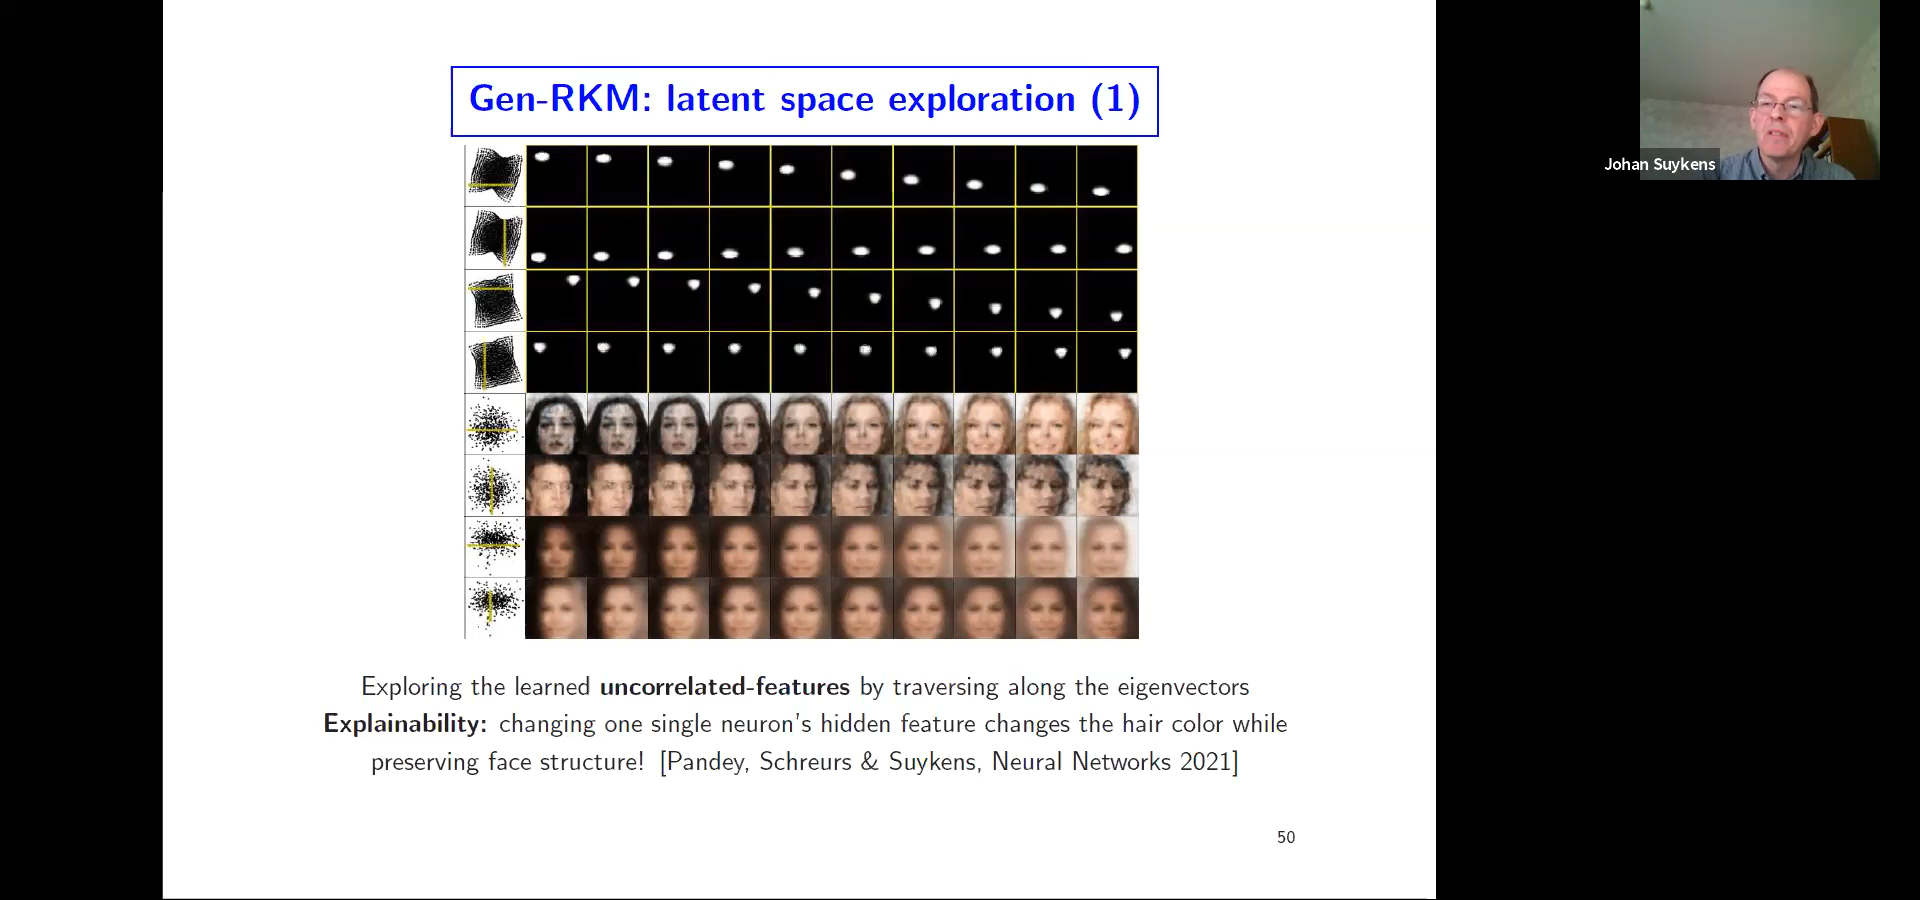 Gen-RKM: latent space exploration (1)
Johan Suykens
Exploring the learned uncorrelated-features by traversing along the eigenvectors
Explainability: changing one single neuron's hidden feature changes the hair color while
preserving face structure! [Pandey, Schreurs & Suykens, Neural Networks 2021]
50